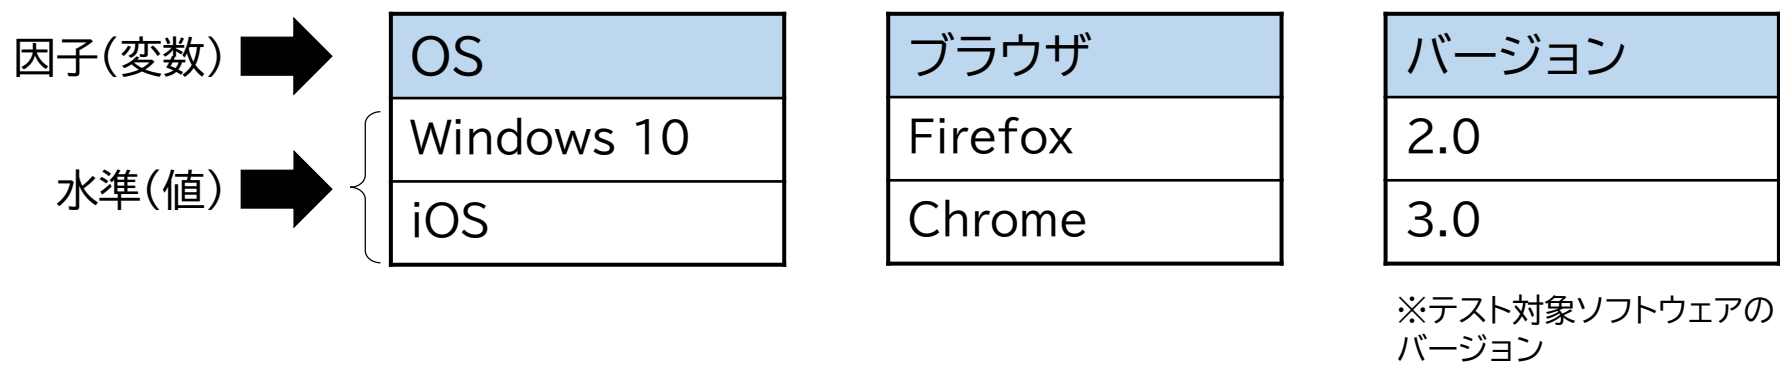 因子(変数)
OS
ブラウザ
バージョン
水準(値)
Windows 10
Firefox
2.0
iOS
Chrome
3.0
※テスト対象ソフトウェアの
バージョン